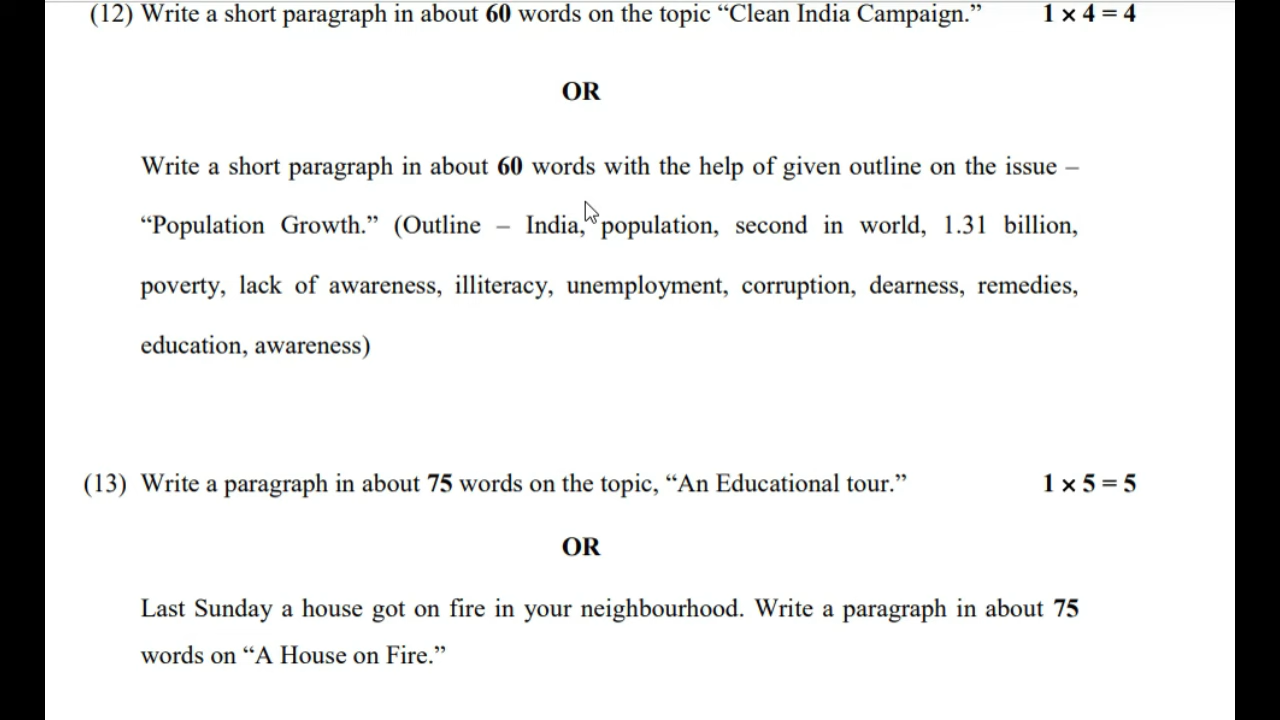 (12) Write a short paragraph in about 60 words on the topic “Clean India Campaign.” 1 × 4 = 4
OR
Write a short paragraph in about 60 words with the help of given outline on the issue –
“Population Growth.” (Outline – India, population, second in world, 1.31 billion,
poverty, lack of awareness, illiteracy, unemployment, corruption, dearness, remedies,
education, awareness)
(13) Write a paragraph in about 75 words on the topic, “An Educational tour.” 1 × 5 = 5
OR
Last Sunday a house got on fire in your neighbourhood. Write a paragraph in about 75
words on “A House on Fire.”